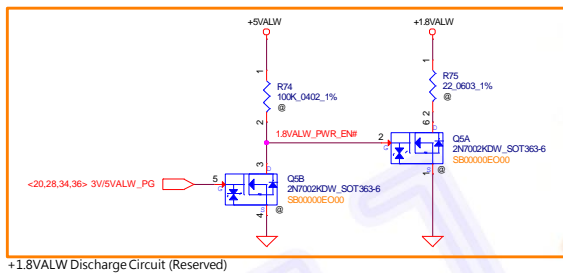 +5VALW
+1.8VALW
1
R74
100K_0402_1%
@
2
1
R75
22_0603_1%
@
2
6
1.8VALW_PWR_EN#
2
Q5A
2N7002KDW_SOT363-6
SB00000EO00
@
1
3
<20,28,34,36> 3V/5VALW_PG
5
Q5B
2N7002KDW_SOT363-6
SB00000EO00
@
4
+1.8VALW Discharge Circuit (Reserved)